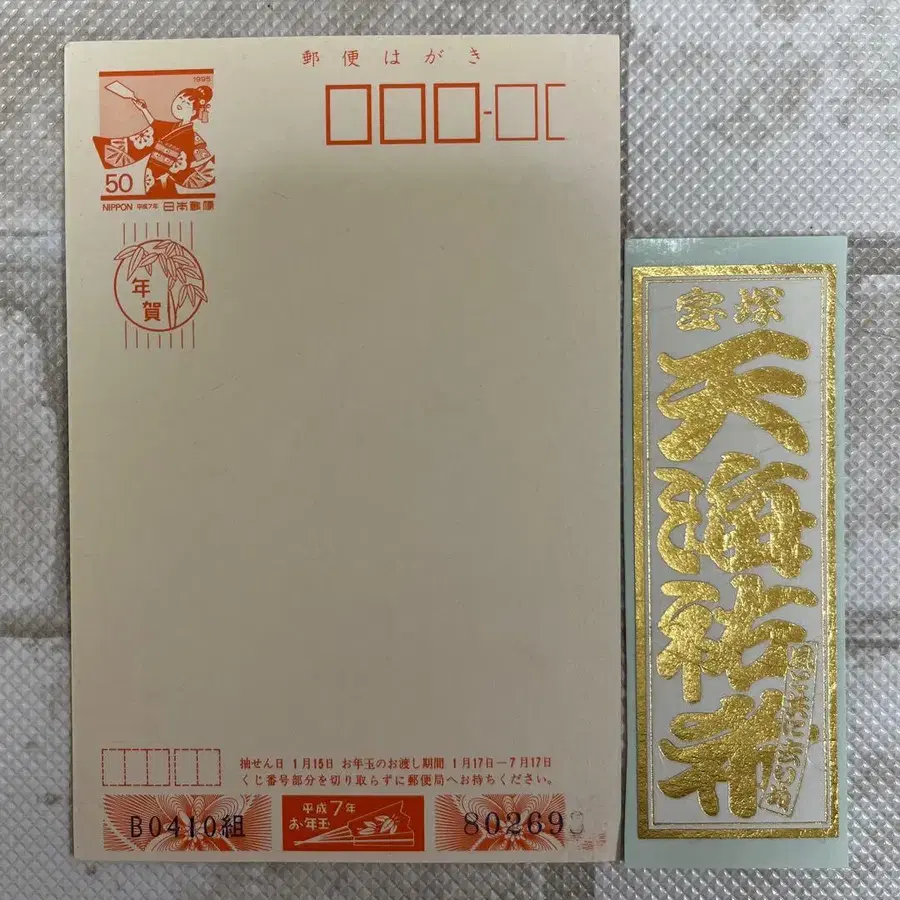 郵便はがき
1995
50
NIPPON 平成7年 日本郵便
年賀
抽せん日 1月15日 お年玉のお渡し期間 1月17日—7月17日
くじ番号部分を切り取らずに郵便局へお持ちください。
B0410組
平成7年
お年玉
80269
宝塚
天海祐希